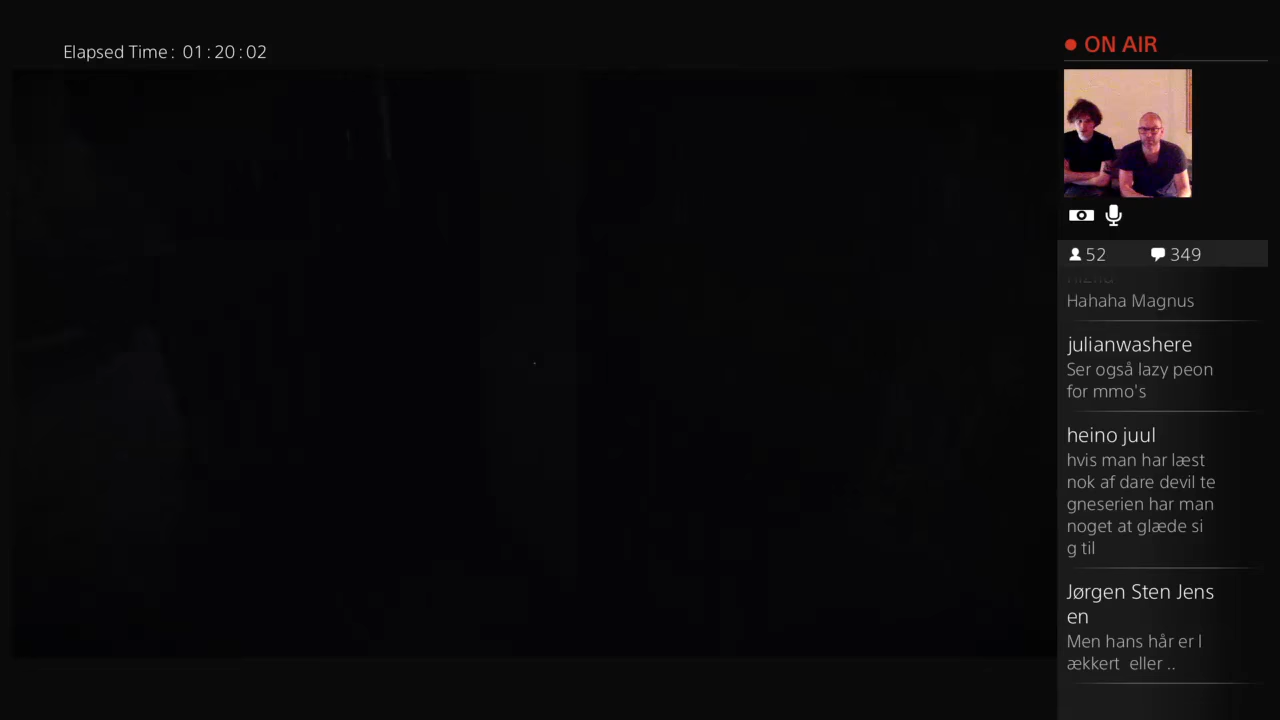 Elapsed Time: 01:20:02
ON AIR
52 349
Hahaha Magnus
julianwashere
Ser også lazy peon
for mmo's
heino juul
hvis man har læst
nok af dare devil te
gneserien har man
noget at glæde si
g til
Jørgen Sten Jens
en
Men hans hår er l
ækkert eller ..